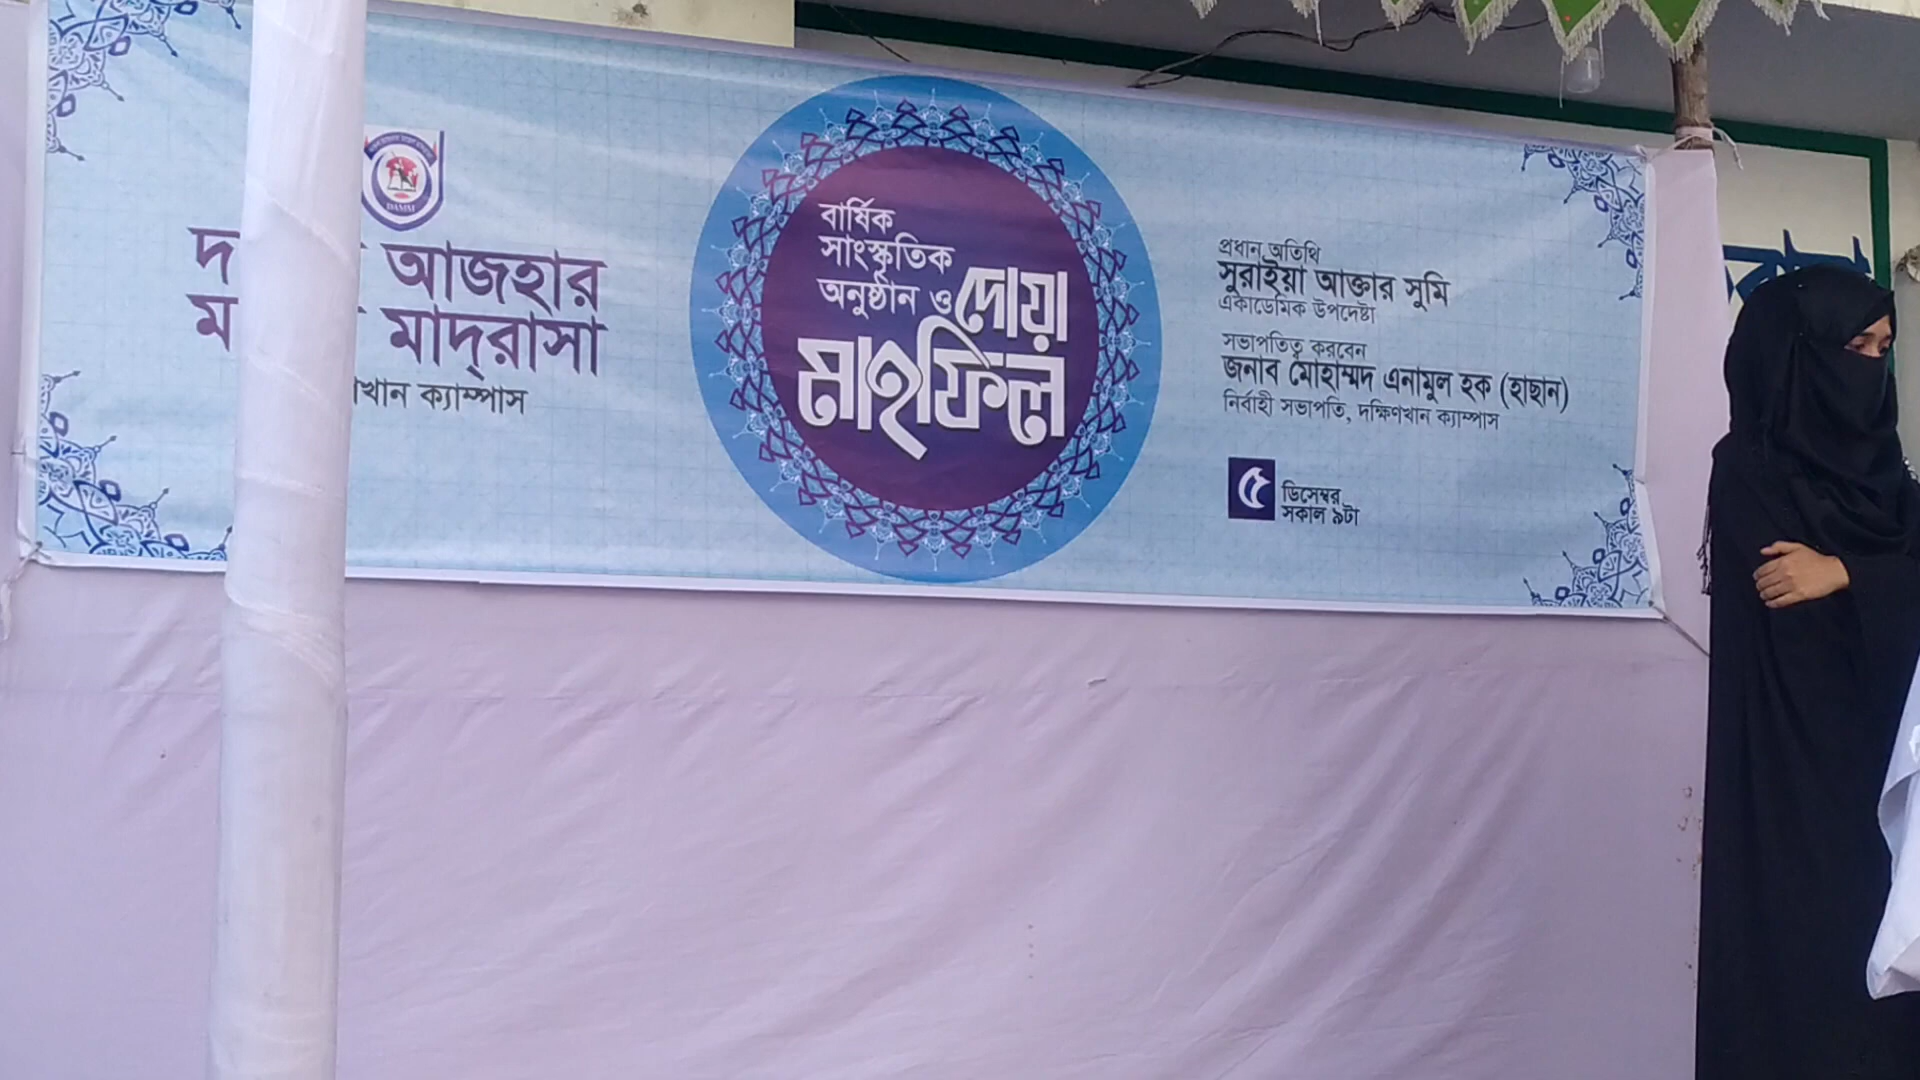 আজহার
মাদ্‌রাসা
ক্যাম্পাস
DAMM
বার্ষিক
সাংস্কৃতিক
অনুষ্ঠান ও দোয়া
মাহফিল
প্রধান অতিথি
সুরাইয়া আক্তার সুমি
একাডেমিক উপদেষ্টা
সভাপতিত্ব করবেন
জনাব মোহাম্মদ এনামুল হক (হাছান)
নির্বাহী সভাপতি, দক্ষিণখান ক্যাম্পাস
৫ ডিসেম্বর
সকাল ৯টা